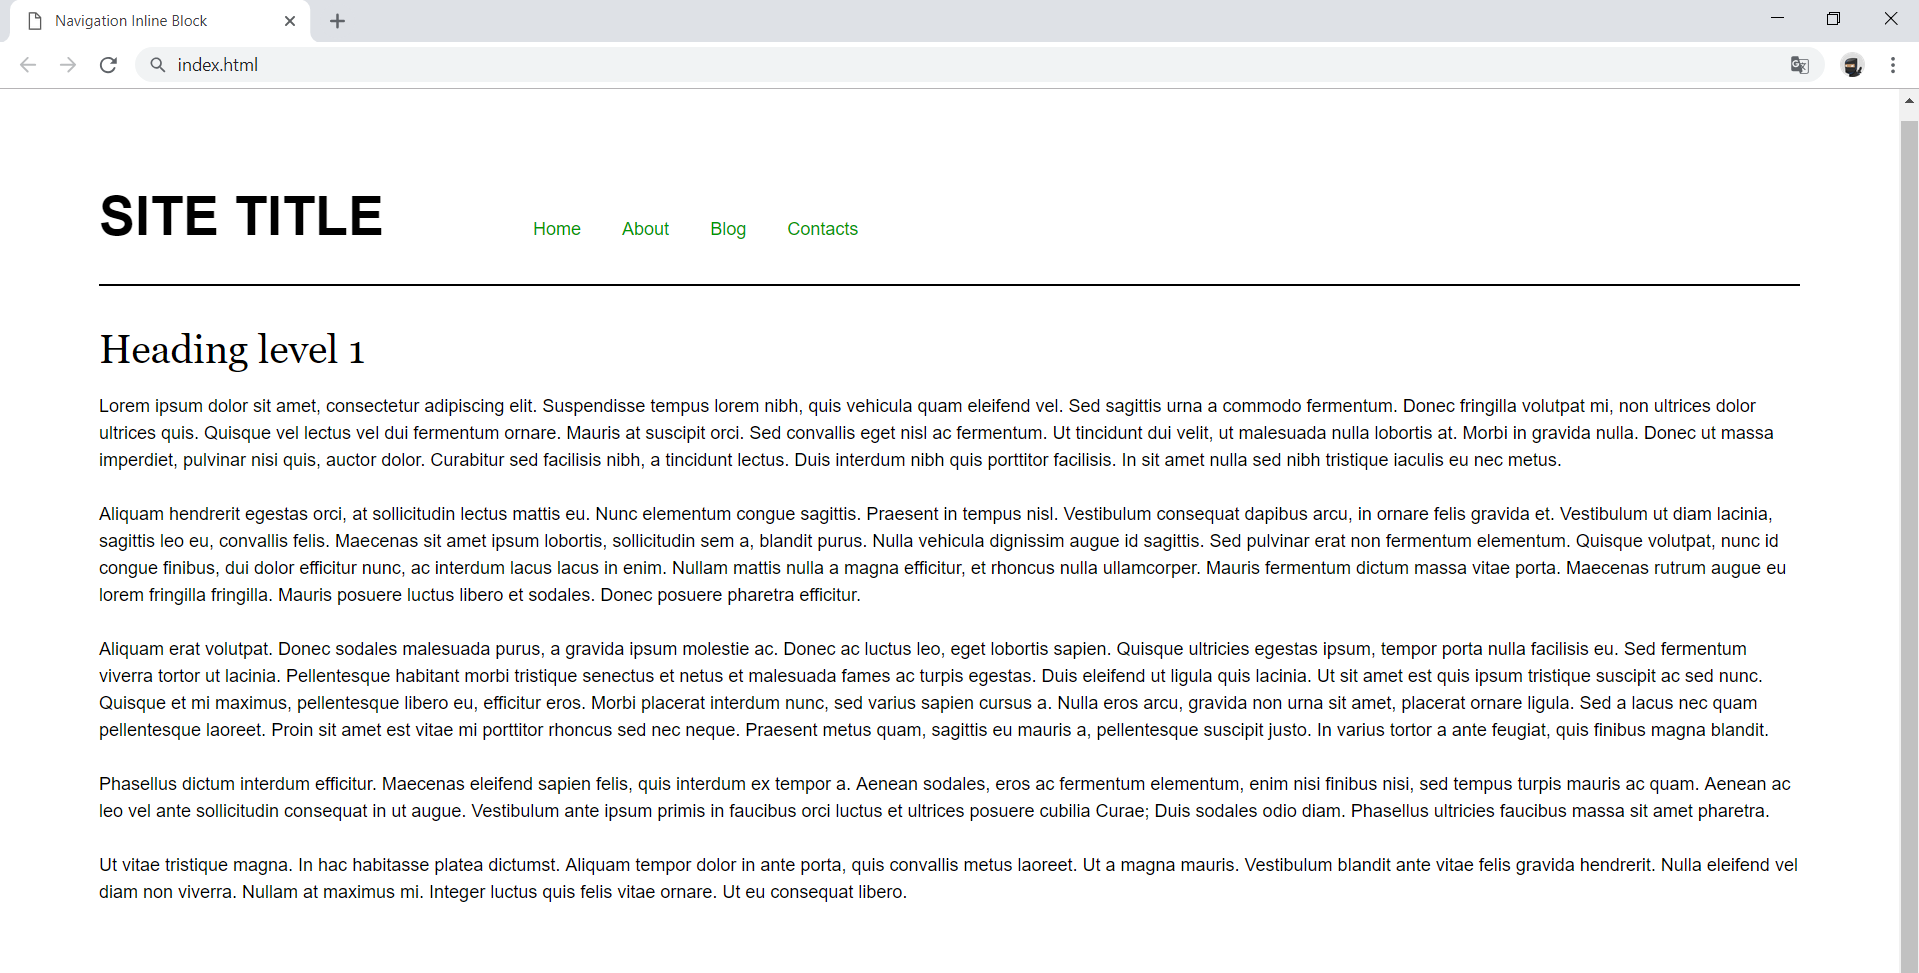 Navigation Inline Block
index.html
SITE TITLE
Home About Blog Contacts
Heading level 1
Lorem ipsum dolor sit amet, consectetur adipiscing elit. Suspendisse tempus lorem nibh, quis vehicula quam eleifend vel. Sed sagittis urna a commodo fermentum. Donec fringilla volutpat mi, non ultrices dolor
ultrices quis. Quisque vel lectus vel dui fermentum ornare. Mauris at suscipit orci. Sed convallis eget nisl ac fermentum. Ut tincidunt dui velit, ut malesuada nulla lobortis at. Morbi in gravida nulla. Donec ut massa
imperdiet, pulvinar nisi quis, auctor dolor. Curabitur sed facilisis nibh, a tincidunt lectus. Duis interdum nibh quis porttitor facilisis. In sit amet nulla sed nibh tristique iaculis eu nec metus.
Aliquam hendrerit egestas orci, at sollicitudin lectus mattis eu. Nunc elementum congue sagittis. Praesent in tempus nisl. Vestibulum consequat dapibus arcu, in ornare felis gravida et. Vestibulum ut diam lacinia,
sagittis leo eu, convallis felis. Maecenas sit amet ipsum lobortis, sollicitudin sem a, blandit purus. Nulla vehicula dignissim augue id sagittis. Sed pulvinar erat non fermentum elementum. Quisque volutpat, nunc id
congue finibus, dui dolor efficitur nunc, ac interdum lacus lacus in enim. Nullam mattis nulla a magna efficitur, et rhoncus nulla ullamcorper. Mauris fermentum dictum massa vitae porta. Maecenas rutrum augue eu
lorem fringilla fringilla. Mauris posuere luctus libero et sodales. Donec posuere pharetra efficitur.
Aliquam erat volutpat. Donec sodales malesuada purus, a gravida ipsum molestie ac. Donec ac luctus leo, eget lobortis sapien. Quisque ultricies egestas ipsum, tempor porta nulla facilisis eu. Sed fermentum
viverra tortor ut lacinia. Pellentesque habitant morbi tristique senectus et netus et malesuada fames ac turpis egestas. Duis eleifend ut ligula quis lacinia. Ut sit amet est quis ipsum tristique suscipit ac sed nunc.
Quisque et mi maximus, pellentesque libero eu, efficitur eros. Morbi placerat interdum nunc, sed varius sapien cursus a. Nulla eros arcu, gravida non urna sit amet, placerat ornare ligula. Sed a lacus nec quam
pellentesque laoreet. Proin sit amet est vitae mi porttitor rhoncus sed nec neque. Praesent metus quam, sagittis eu mauris a, pellentesque suscipit justo. In varius tortor a ante feugiat, quis finibus magna blandit.
Phasellus dictum interdum efficitur. Maecenas eleifend sapien felis, quis interdum ex tempor a. Aenean sodales, eros ac fermentum elementum, enim nisi finibus nisi, sed tempus turpis mauris ac quam. Aenean ac
leo vel ante sollicitudin consequat in ut augue. Vestibulum ante ipsum primis in faucibus orci luctus et ultrices posuere cubilia Curae; Duis sodales odio diam. Phasellus ultricies faucibus massa sit amet pharetra.
Ut vitae tristique magna. In hac habitasse platea dictumst. Aliquam tempor dolor in ante porta, quis convallis metus laoreet. Ut a magna mauris. Vestibulum blandit ante vitae felis gravida hendrerit. Nulla eleifend vel
diam non viverra. Nullam at maximus mi. Integer luctus quis felis vitae ornare. Ut eu consequat libero.